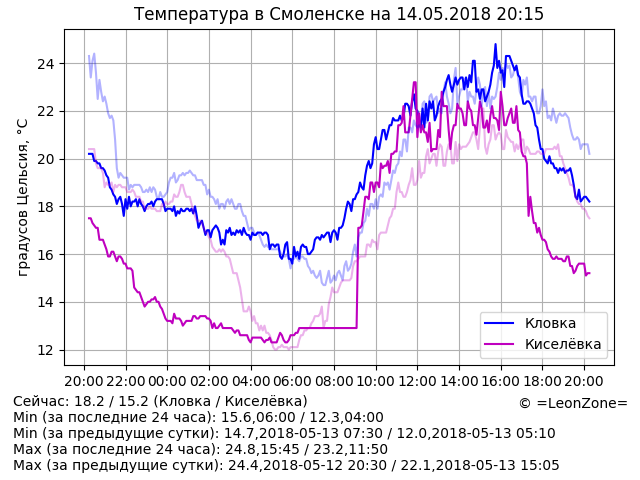 Температура в Смоленске на 14.05.2018 20:15
градусов Цельсия, °C
24
22
20
18
16
14
12
20:00 22:00 00:00 02:00 04:00 06:00 08:00 10:00 12:00 14:00 16:00 18:00 20:00
Кловка
Киселёвка
Сейчас: 18.2 / 15.2 (Кловка / Киселёвка)
© =LeonZone=
Min (за последние 24 часа): 15.6,06:00 / 12.3,04:00
Min (за предыдущие сутки): 14.7,2018-05-13 07:30 / 12.0,2018-05-13 05:10
Max (за последние 24 часа): 24.8,15:45 / 23.2,11:50
Max (за предыдущие сутки): 24.4,2018-05-12 20:30 / 22.1,2018-05-13 15:05